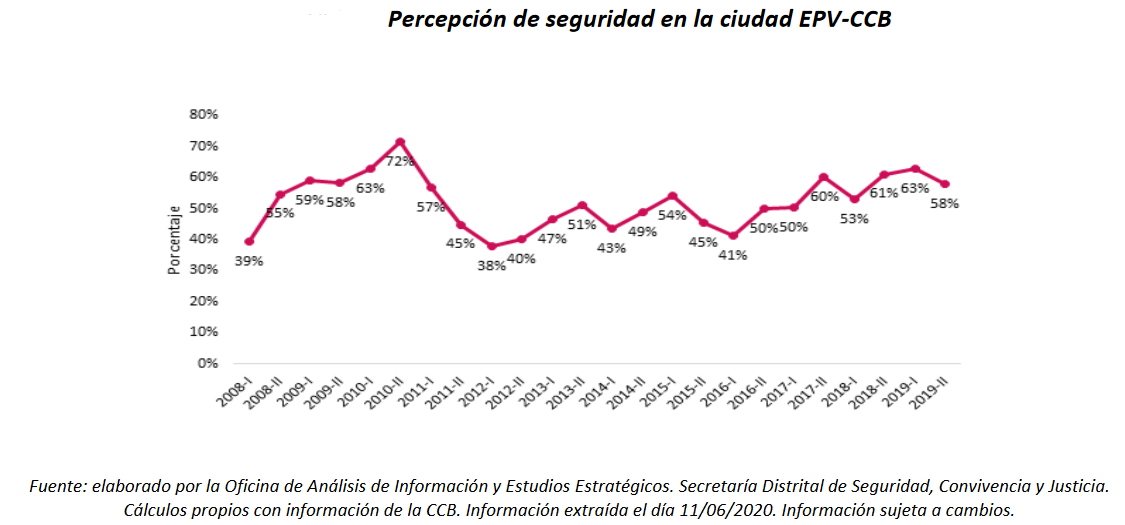 Percepción de seguridad en la ciudad EPV-CCB
80%
70%
60%
50%
40%
30%
20%
10%
0%
Porcentaje
39%
55%
59%
58%
63%
72%
57%
45%
38%
40%
47%
51%
43%
49%
54%
45%
41%
50%
50%
60%
53%
61%
63%
58%
2008-I
2008-II
2009-I
2009-II
2010-I
2010-II
2011-I
2011-II
2012-I
2012-II
2013-I
2013-II
2014-I
2014-II
2015-I
2015-II
2016-I
2016-II
2017-I
2017-II
2018-I
2018-II
2019-I
2019-II
Fuente: elaborado por la Oficina de Análisis de Información y Estudios Estratégicos. Secretaría Distrital de Seguridad, Convivencia y Justicia.
Cálculos propios con información de la CCB. Información extraída el día 11/06/2020. Información sujeta a cambios.